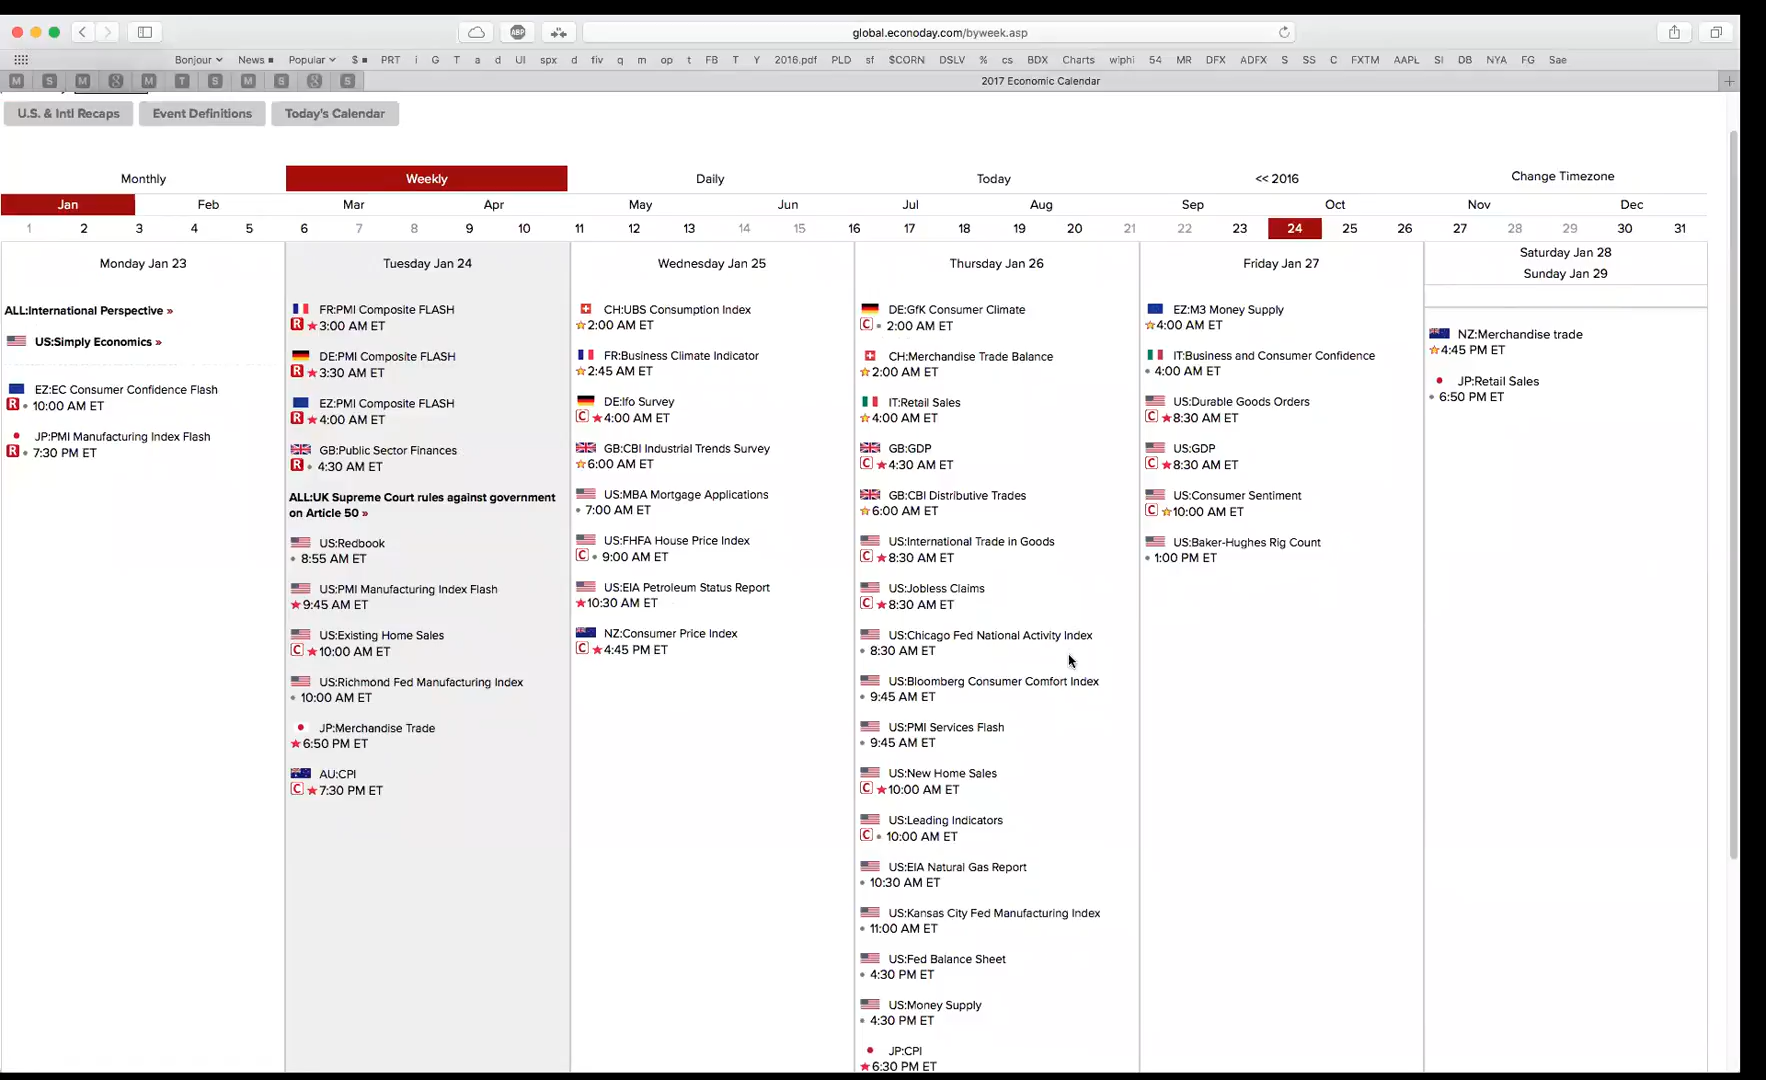 global.econoday.com/byweek.asp
Bonjour News Popular $ PRT i G T a d UI spx d fiv q m op t FB T Y 2016.pdf PLD sf $CORN DSLV % cs BDX Charts wiphi 54 MR DFX ADFX S SS C FXTM AAPL SI DB NYA FG Sae
M S M M T S M S S 2017 Economic Calendar
U.S. & Intl Recaps Event Definitions Today's Calendar
Monthly Weekly Daily Today << 2016 Change Timezone
Jan Feb Mar Apr May Jun Jul Aug Sep Oct Nov Dec
1 2 3 4 5 6 7 8 9 10 11 12 13 14 15 16 17 18 19 20 21 22 23 24 25 26 27 28 29 30 31
Monday Jan 23
ALL:International Perspective »
US:Simply Economics »
EZ:EC Consumer Confidence Flash
R 10:00 AM ET
JP:PMI Manufacturing Index Flash
R 7:30 PM ET
Tuesday Jan 24
FR:PMI Composite FLASH
R ★3:00 AM ET
DE:PMI Composite FLASH
R ★3:30 AM ET
EZ:PMI Composite FLASH
R ★4:00 AM ET
GB:Public Sector Finances
R 4:30 AM ET
ALL:UK Supreme Court rules against government
on Article 50 »
US:Redbook
8:55 AM ET
US:PMI Manufacturing Index Flash
★9:45 AM ET
US:Existing Home Sales
C ★10:00 AM ET
US:Richmond Fed Manufacturing Index
10:00 AM ET
JP:Merchandise Trade
★6:50 PM ET
AU:CPI
C ★7:30 PM ET
Wednesday Jan 25
CH:UBS Consumption Index
☆2:00 AM ET
FR:Business Climate Indicator
☆2:45 AM ET
DE:Ifo Survey
C ★4:00 AM ET
GB:CBI Industrial Trends Survey
☆6:00 AM ET
US:MBA Mortgage Applications
7:00 AM ET
US:FHFA House Price Index
C 9:00 AM ET
US:EIA Petroleum Status Report
★10:30 AM ET
NZ:Consumer Price Index
C ★4:45 PM ET
Thursday Jan 26
DE:GfK Consumer Climate
C 2:00 AM ET
CH:Merchandise Trade Balance
☆2:00 AM ET
IT:Retail Sales
☆4:00 AM ET
GB:GDP
C ★4:30 AM ET
GB:CBI Distributive Trades
☆6:00 AM ET
US:International Trade in Goods
C ★8:30 AM ET
US:Jobless Claims
C ★8:30 AM ET
US:Chicago Fed National Activity Index
8:30 AM ET
US:Bloomberg Consumer Comfort Index
9:45 AM ET
US:PMI Services Flash
9:45 AM ET
US:New Home Sales
C ★10:00 AM ET
US:Leading Indicators
C 10:00 AM ET
US:EIA Natural Gas Report
10:30 AM ET
US:Kansas City Fed Manufacturing Index
11:00 AM ET
US:Fed Balance Sheet
4:30 PM ET
US:Money Supply
4:30 PM ET
JP:CPI
★6:30 PM ET
Friday Jan 27
EZ:M3 Money Supply
☆4:00 AM ET
IT:Business and Consumer Confidence
4:00 AM ET
US:Durable Goods Orders
C ★8:30 AM ET
US:GDP
C ★8:30 AM ET
US:Consumer Sentiment
C ☆10:00 AM ET
US:Baker-Hughes Rig Count
1:00 PM ET
Saturday Jan 28
Sunday Jan 29
NZ:Merchandise trade
☆4:45 PM ET
JP:Retail Sales
6:50 PM ET